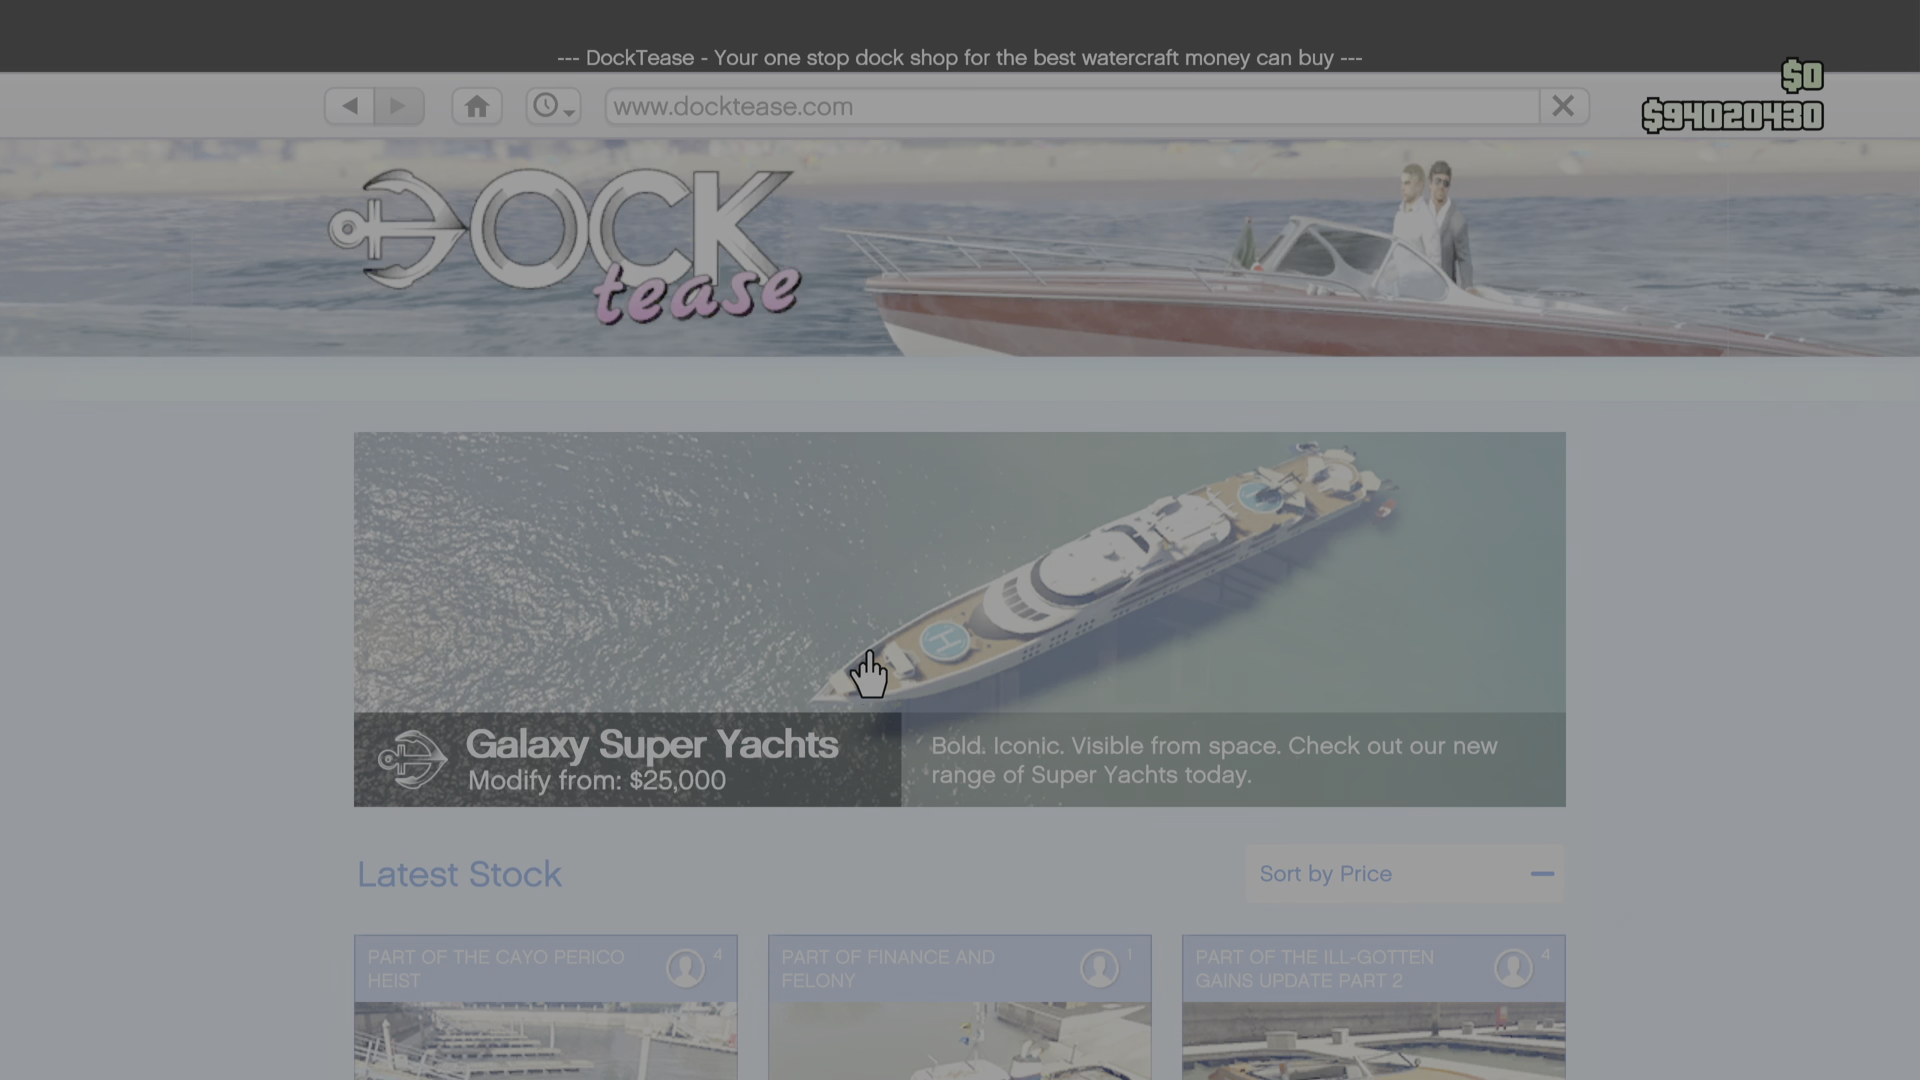 --- DockTease - Your one stop dock shop for the best watercraft money can buy ---
$0
www.docktease.com
$94020430
DOCK
tease
H
H
Galaxy Super Yachts
Modify from: $25,000
Bold. Iconic. Visible from space. Check out our new
range of Super Yachts today.
Latest Stock
Sort by Price
PART OF THE CAYO PERICO
HEIST
4
PART OF FINANCE AND
FELONY
1
PART OF THE ILL-GOTTEN
GAINS UPDATE PART 2
4